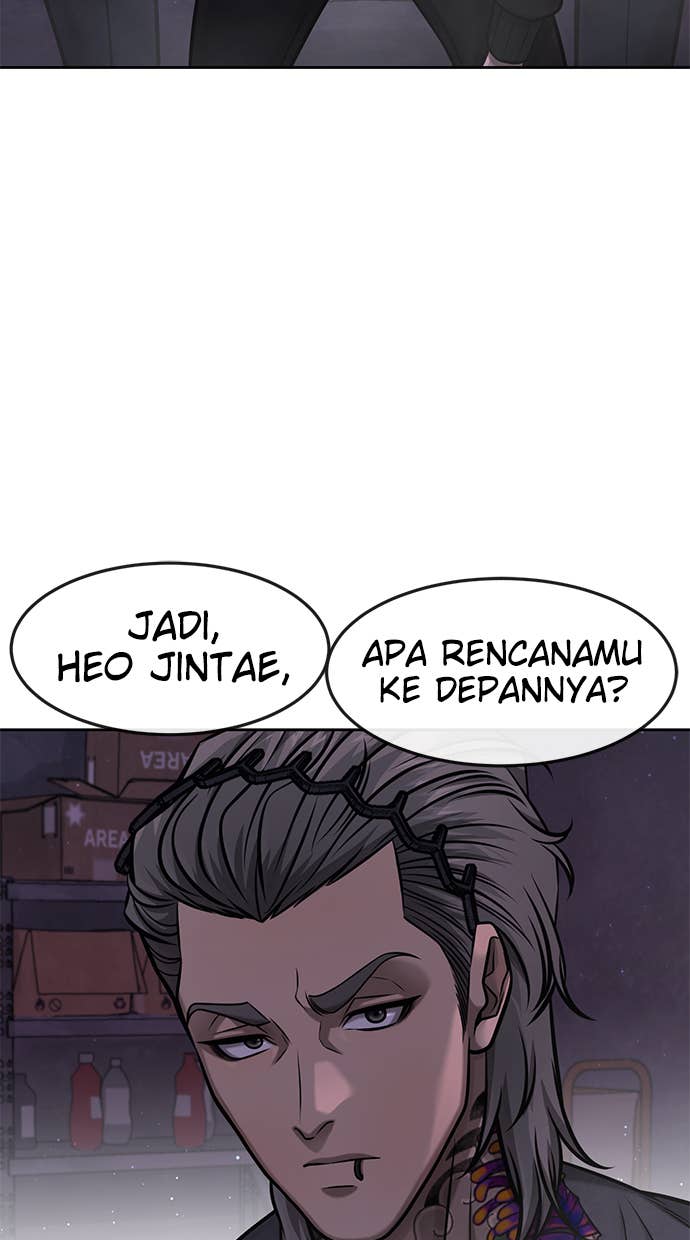 JADI,
HEO JINTAE,
APA RENCANAMU
KE DEPANNYA?
AREA
AREA